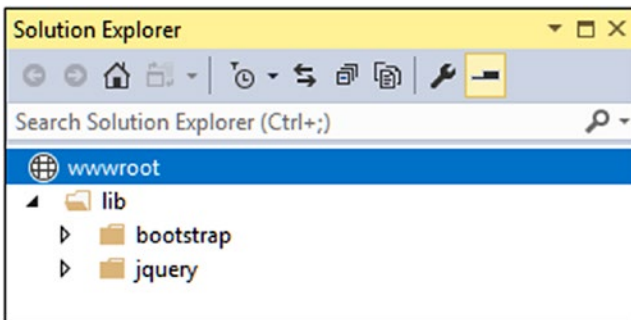 Solution Explorer
Search Solution Explorer (Ctrl+;)
wwwroot
lib
bootstrap
jquery